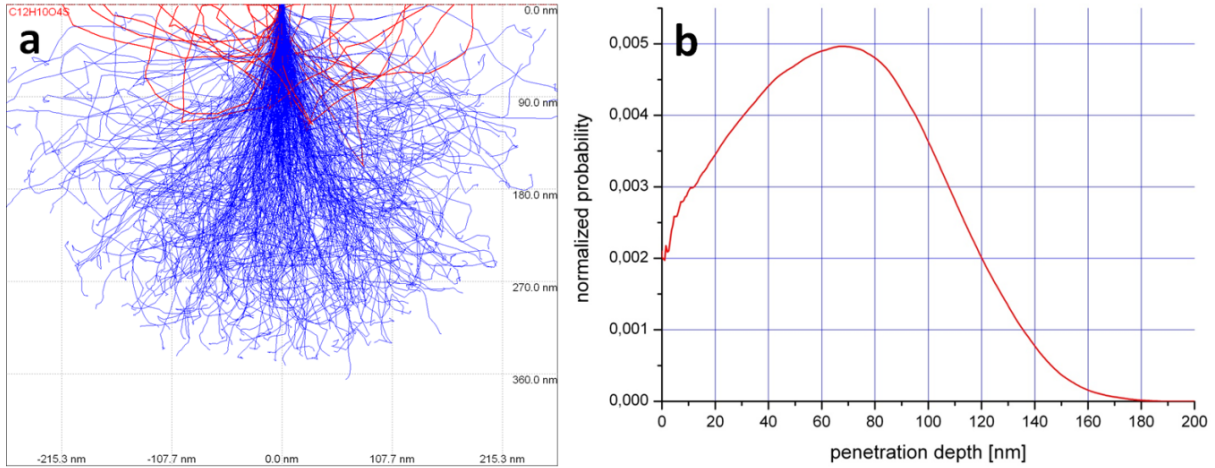 C12H10O4S
a
0.0 nm
90.0 nm
180.0 nm
270.0 nm
360.0 nm
-215.3 nm -107.7 nm 0.0 nm 107.7 nm 215.3 nm
b
normalized probability
0,005
0,004
0,003
0,002
0,001
0,000
0 20 40 60 80 100 120 140 160 180 200
penetration depth [nm]